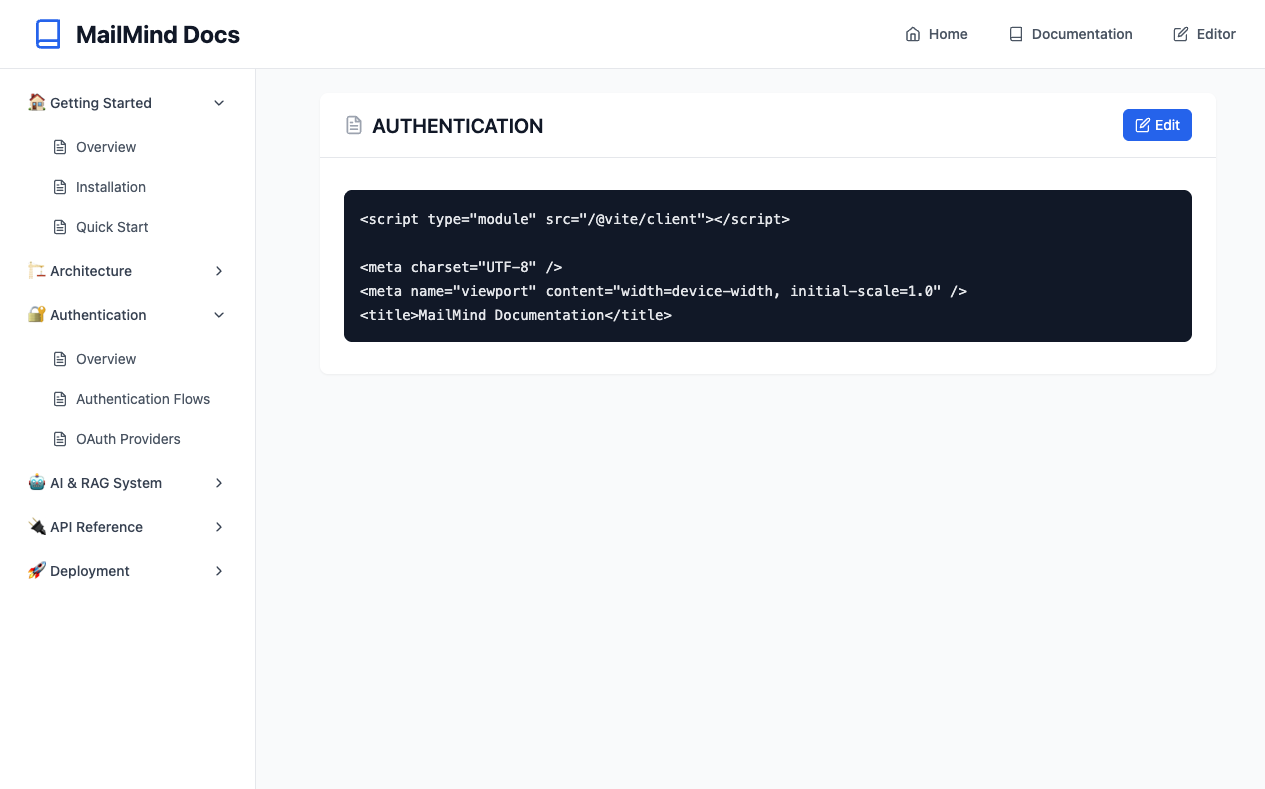 MailMind Docs
Home
Documentation
Editor
Getting Started
Overview
Installation
Quick Start
Architecture
Authentication
Overview
Authentication Flows
OAuth Providers
AI & RAG System
API Reference
Deployment
AUTHENTICATION
Edit
<script type="module" src="/@vite/client"></script>
<meta charset="UTF-8" />
<meta name="viewport" content="width=device-width, initial-scale=1.0" />
<title>MailMind Documentation</title>